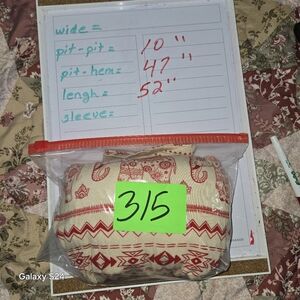 wide =
pit-pit = 10"
pit-hem = 47"
lengh = 52"
sleeve=
315
Galaxy S24